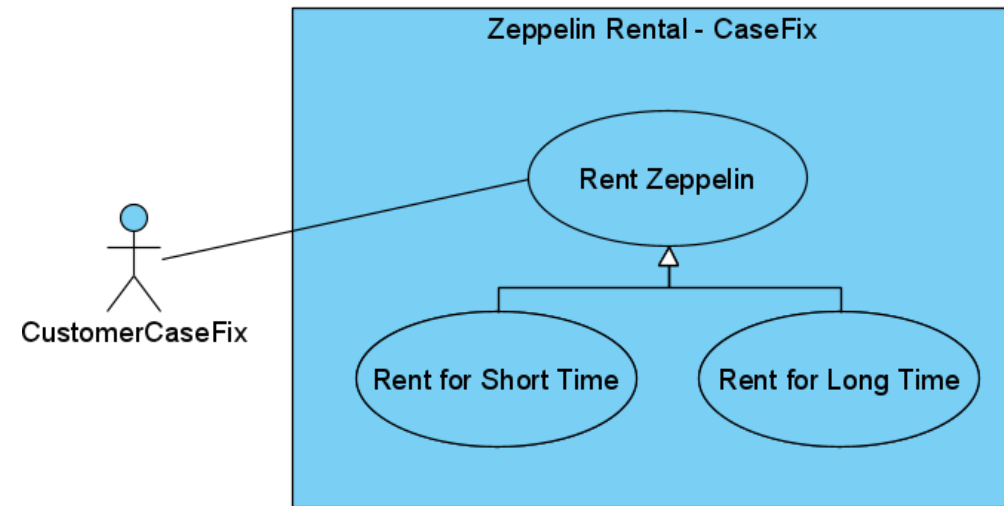 Zeppelin Rental - CaseFix
Rent Zeppelin
CustomerCaseFix
Rent for Short Time
Rent for Long Time